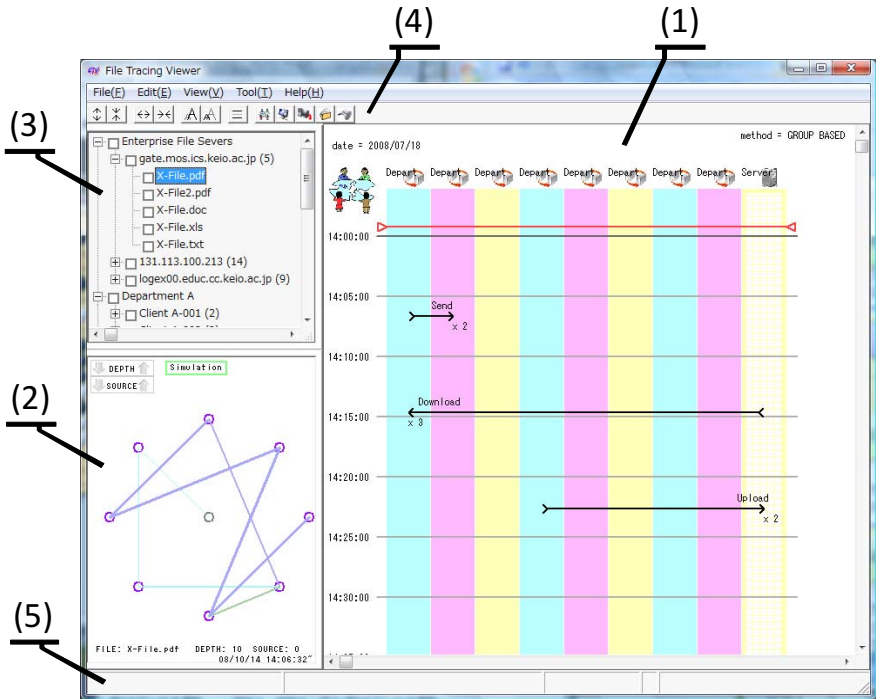 (4)
(1)
File Tracing Viewer
File(F) Edit(E) View(V) Tool(T) Help(H)
(3)
Enterprise File Severs
gate.mos.ics.keio.ac.jp (5)
X-File.pdf
X-File2.pdf
X-File.doc
X-File.xls
X-File.txt
131.113.100.213 (14)
logex00.educ.cc.keio.ac.jp (9)
Department A
Client A-001 (2)
date = 2008/07/18
method = GROUP BASED
Depart Depart Depart Depart Depart Depart Depart Depart Server
14:00:00
14:05:00
Send
x 2
14:10:00
Download
14:15:00
x 3
14:20:00
Upload
x 2
14:25:00
14:30:00
(2)
DEPTH
Simulation
SOURCE
FILE: X-File.pdf DEPTH: 10 SOURCE: 0
08/10/14 14:06:32"
(5)